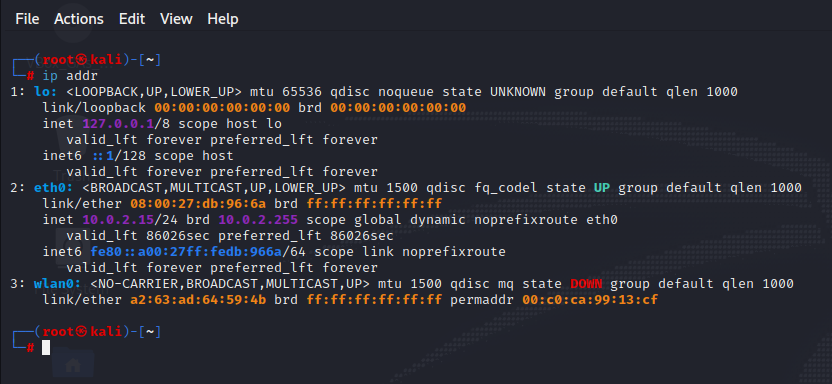 File Actions Edit View Help
┌──(root㉿kali)-[~]
└─# ip addr
1: lo: <LOOPBACK,UP,LOWER_UP> mtu 65536 qdisc noqueue state UNKNOWN group default qlen 1000
    link/loopback 00:00:00:00:00:00 brd 00:00:00:00:00:00
    inet 127.0.0.1/8 scope host lo
       valid_lft forever preferred_lft forever
    inet6 ::1/128 scope host
       valid_lft forever preferred_lft forever
2: eth0: <BROADCAST,MULTICAST,UP,LOWER_UP> mtu 1500 qdisc fq_codel state UP group default qlen 1000
    link/ether 08:00:27:db:96:6a brd ff:ff:ff:ff:ff:ff
    inet 10.0.2.15/24 brd 10.0.2.255 scope global dynamic noprefixroute eth0
       valid_lft 86026sec preferred_lft 86026sec
    inet6 fe80::a00:27ff:fedb:966a/64 scope link noprefixroute
       valid_lft forever preferred_lft forever
3: wlan0: <NO-CARRIER,BROADCAST,MULTICAST,UP> mtu 1500 qdisc mq state DOWN group default qlen 1000
    link/ether a2:63:ad:64:59:4b brd ff:ff:ff:ff:ff:ff permaddr 00:c0:ca:99:13:cf
┌──(root㉿kali)-[~]
└─#